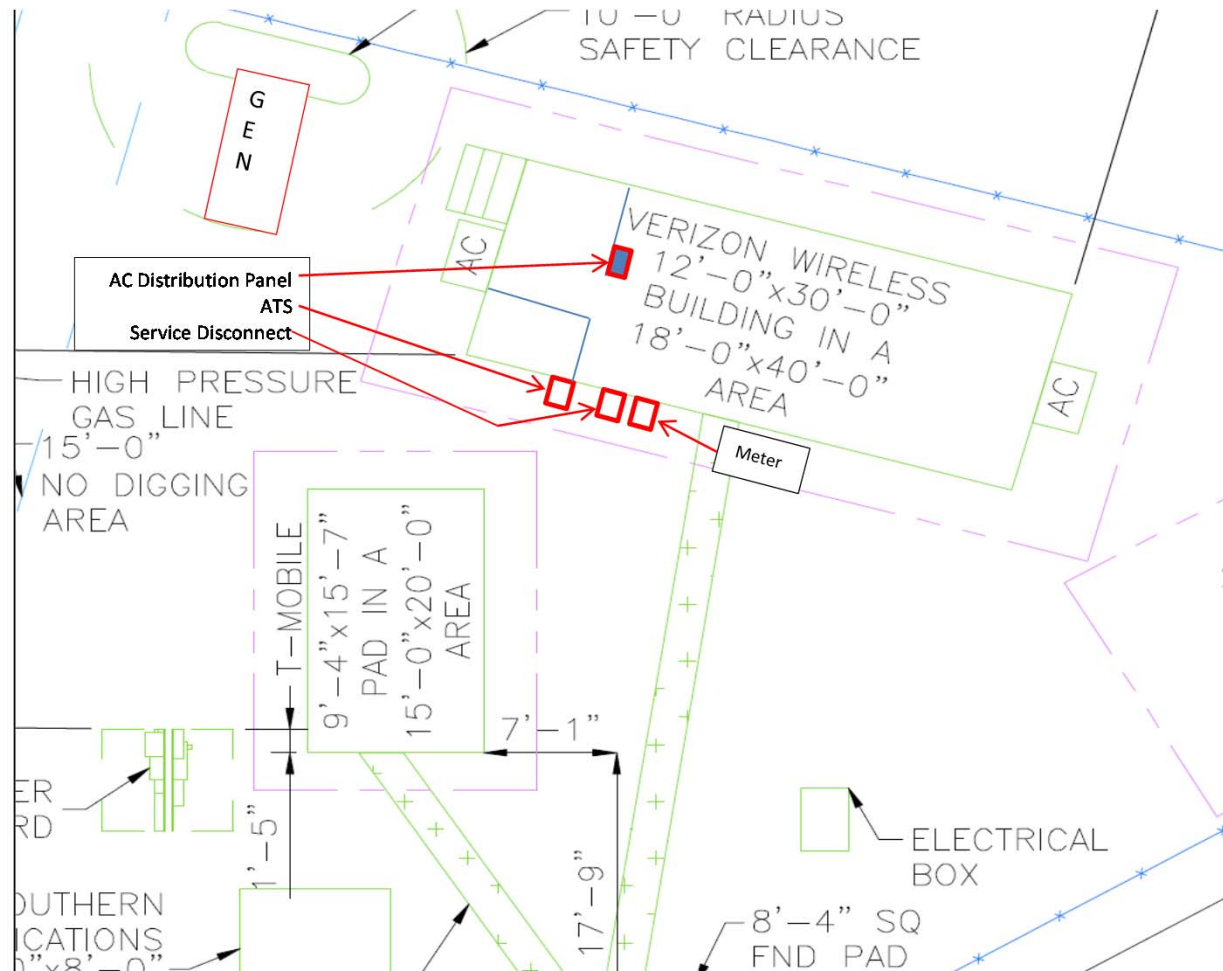 10'-0" RADIUS
SAFETY CLEARANCE
G
E
N
AC
VERIZON WIRELESS
12'-0"x30'-0"
BUILDING IN A
18'-0"x40'-0"
AREA
AC
AC Distribution Panel
ATS
Service Disconnect
Meter
HIGH PRESSURE
GAS LINE
15'-0"
NO DIGGING
AREA
T-MOBILE
9'-4"x15'-7"
PAD IN A
15'-0"x20'-0"
AREA
7'-1"
1'-5"
17'-9"
ELECTRICAL
BOX
8'-4" SQ
FND PAD